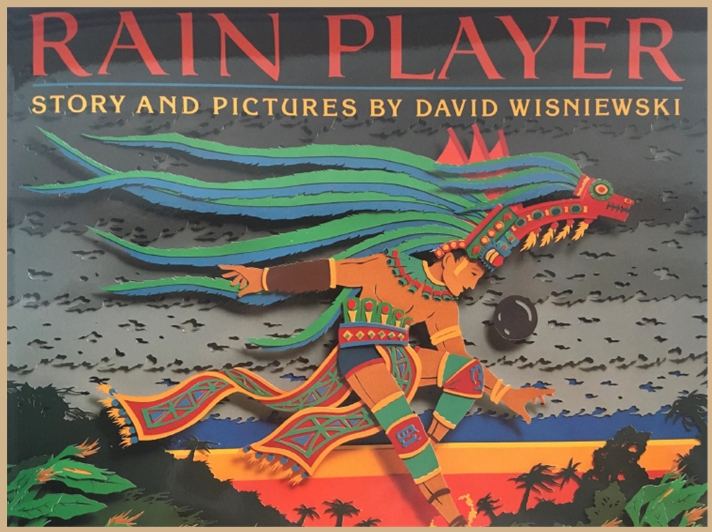 RAIN PLAYER
STORY AND PICTURES BY DAVID WISNIEWSKI